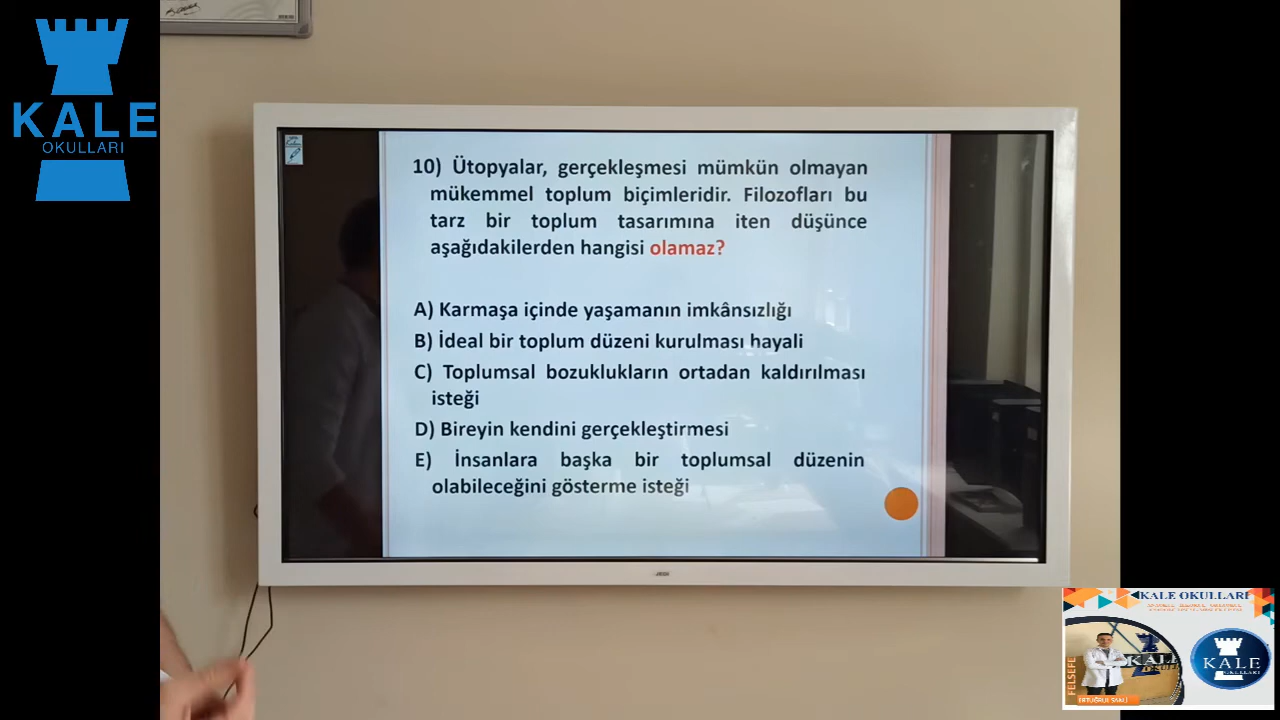 KALE
OKULLARI
10) Ütopyalar, gerçekleşmesi mümkün olmayan
mükemmel toplum biçimleridir. Filozofları bu
tarz bir toplum tasarımına iten düşünce
aşağıdakilerden hangisi olamaz?
A) Karmaşa içinde yaşamanın imkânsızlığı
B) İdeal bir toplum düzeni kurulması hayali
C) Toplumsal bozuklukların ortadan kaldırılması
isteği
D) Bireyin kendini gerçekleştirmesi
E) İnsanlara başka bir toplumsal düzenin
olabileceğini gösterme isteği
KALE OKULLARI
KALE
FELSEFE
KALE
OKULLARI